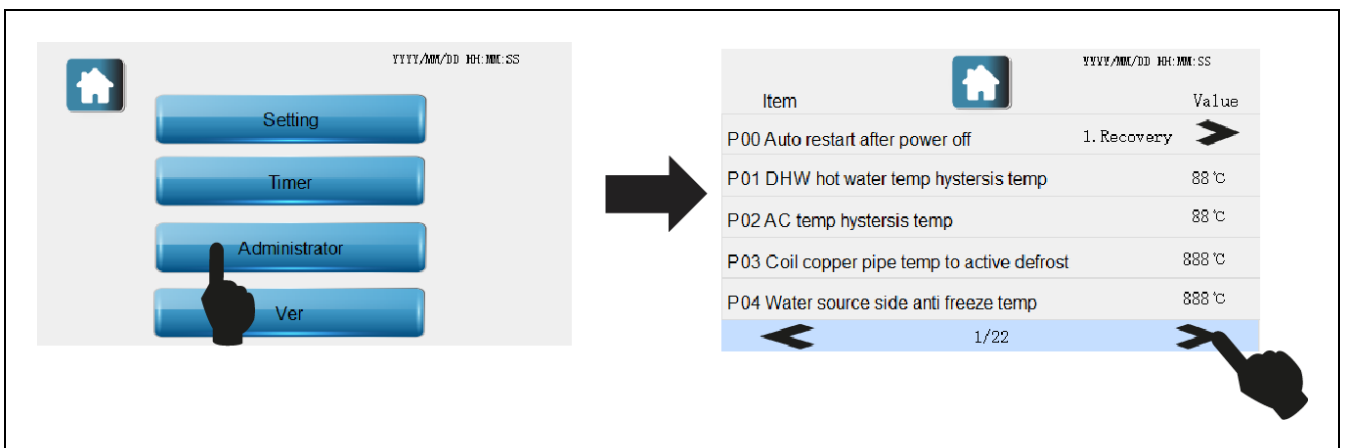 YYYY/MM/DD HH:MM:SS
Setting
Timer
Administrator
Ver
YYYY/MM/DD HH:MM:SS
Item Value
P00 Auto restart after power off 1.Recovery
P01 DHW hot water temp hystersis temp 88℃
P02 AC temp hystersis temp 88℃
P03 Coil copper pipe temp to active defrost 888℃
P04 Water source side anti freeze temp 888℃
1/22